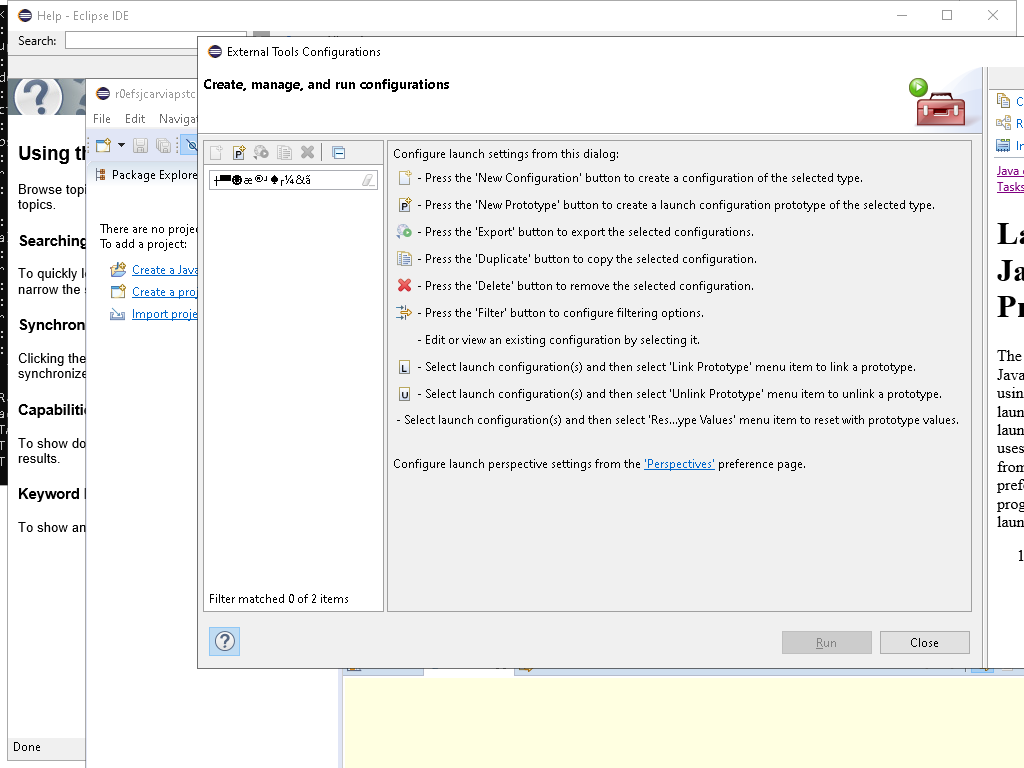 Help - Eclipse IDE
Search:
Using t
Browse topi
topics.
Searching
To quickly l
narrow the
Synchron
Clicking the
synchronize
Capabiliti
To show do
results.
Keyword
To show an
Done
r0efsjcarviapstc
File Edit Navigat
Package Explore
There are no proje
To add a project:
Create a Java
Create a proj
Import proje
External Tools Configurations
Create, manage, and run configurations
Filter matched 0 of 2 items
Configure launch settings from this dialog:
- Press the 'New Configuration' button to create a configuration of the selected type.
- Press the 'New Prototype' button to create a launch configuration prototype of the selected type.
- Press the 'Export' button to export the selected configurations.
- Press the 'Duplicate' button to copy the selected configuration.
- Press the 'Delete' button to remove the selected configuration.
- Press the 'Filter' button to configure filtering options.
- Edit or view an existing configuration by selecting it.
- Select launch configuration(s) and then select 'Link Prototype' menu item to link a prototype.
- Select launch configuration(s) and then select 'Unlink Prototype' menu item to unlink a prototype.
- Select launch configuration(s) and then select 'Res...ype Values' menu item to reset with prototype values.
Configure launch perspective settings from the 'Perspectives' preference page.
Run
Close
Java
Tasks
La
Ja
Pr
The
Java
usin
laun
laun
uses
from
pref
prog
laun
1